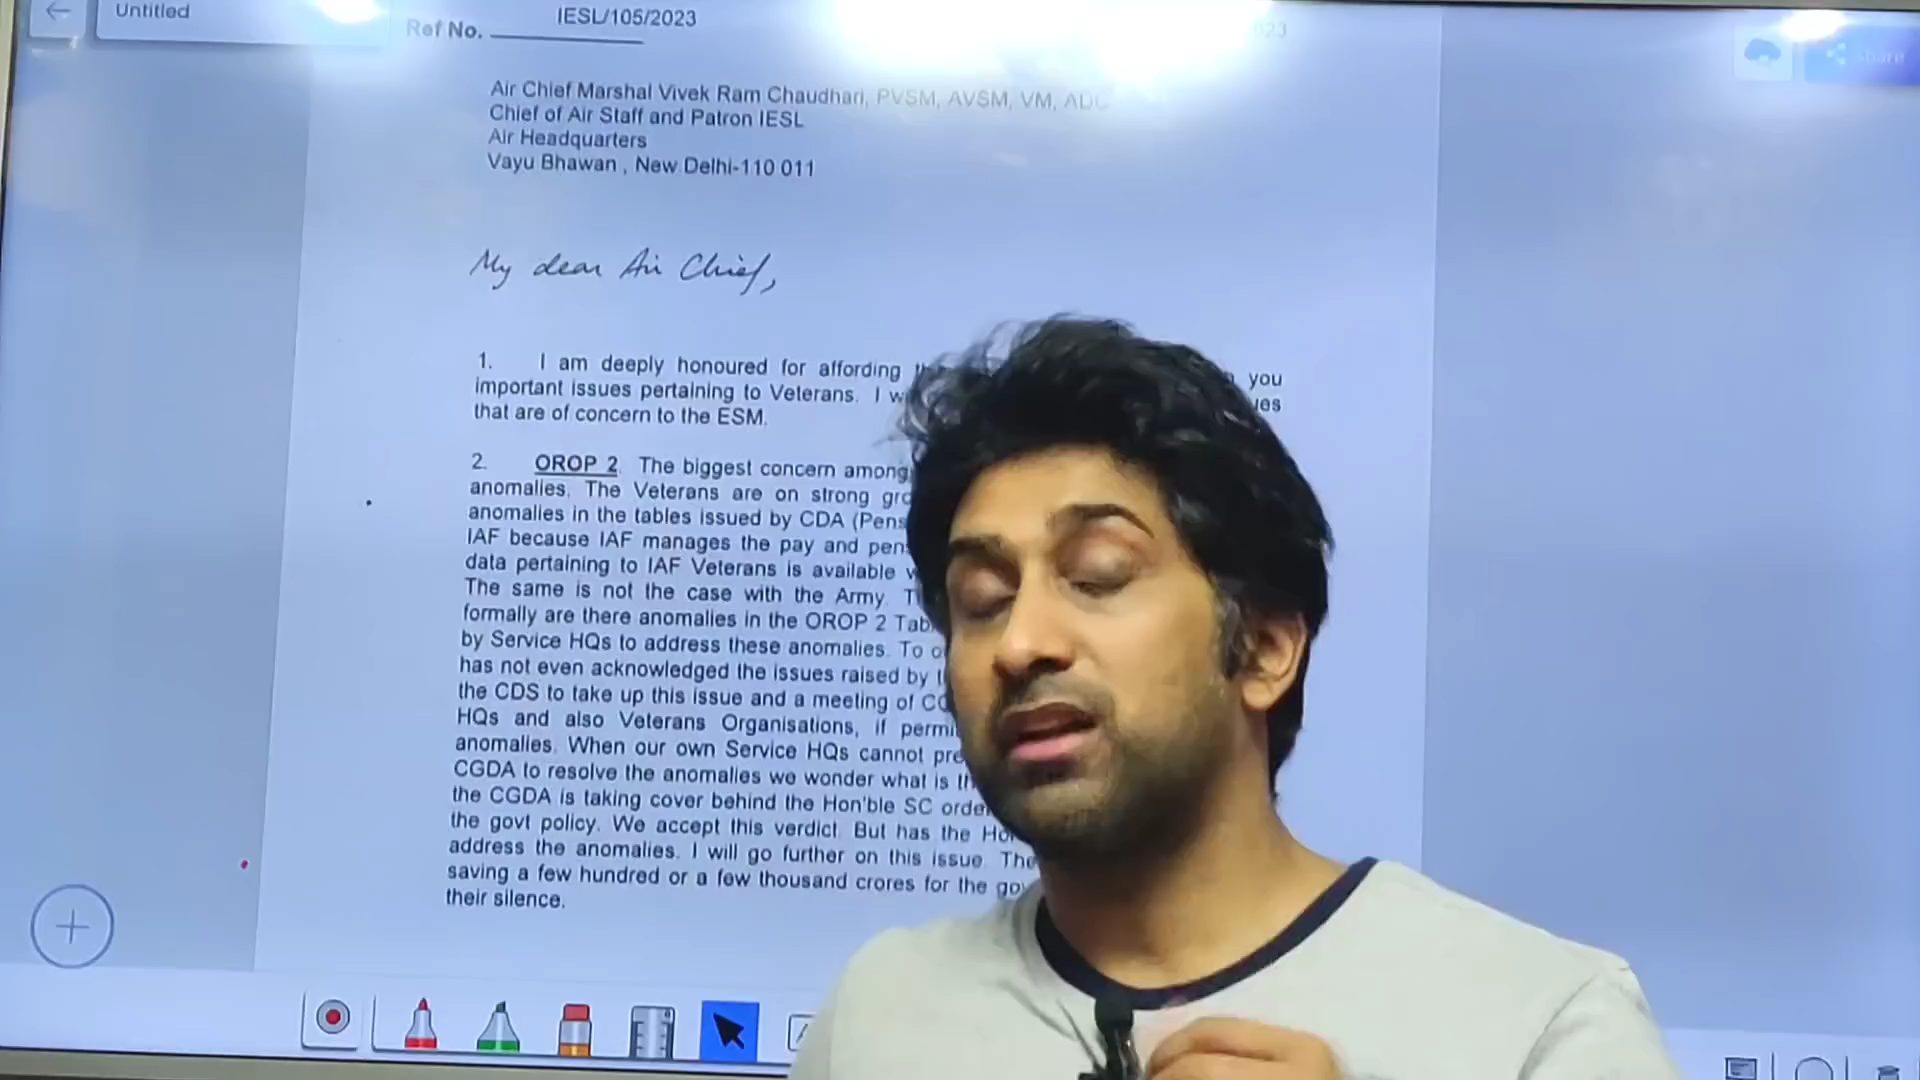 Untitled
IESL/105/2023
Ref No.
023
Share
Air Chief Marshal Vivek Ram Chaudhari, PVSM, AVSM, VM, ADC
Chief of Air Staff and Patron IESL
Air Headquarters
Vayu Bhawan , New Delhi-110 011
My dear Air Chief,
1. I am deeply honoured for affording you
important issues pertaining to Veterans. I
that are of concern to the ESM.
2. OROP 2. The biggest concern among
anomalies. The Veterans are on strong
anomalies in the tables issued by CDA (Pens
IAF because IAF manages the pay and
data pertaining to IAF Veterans is available
The same is not the case with the Army.
formally are there anomalies in the OROP 2
by Service HQs to address these anomalies. To
has not even acknowledged the issues raised by
the CDS to take up this issue and a meeting of
HQs and also Veterans Organisations, if
anomalies. When our own Service HQs cannot
CGDA to resolve the anomalies we wonder what is
the CGDA is taking cover behind the Hon'ble SC
the govt policy. We accept this verdict. But has the
address the anomalies. I will go further on this issue. The
saving a few hundred or a few thousand crores for the
their silence.